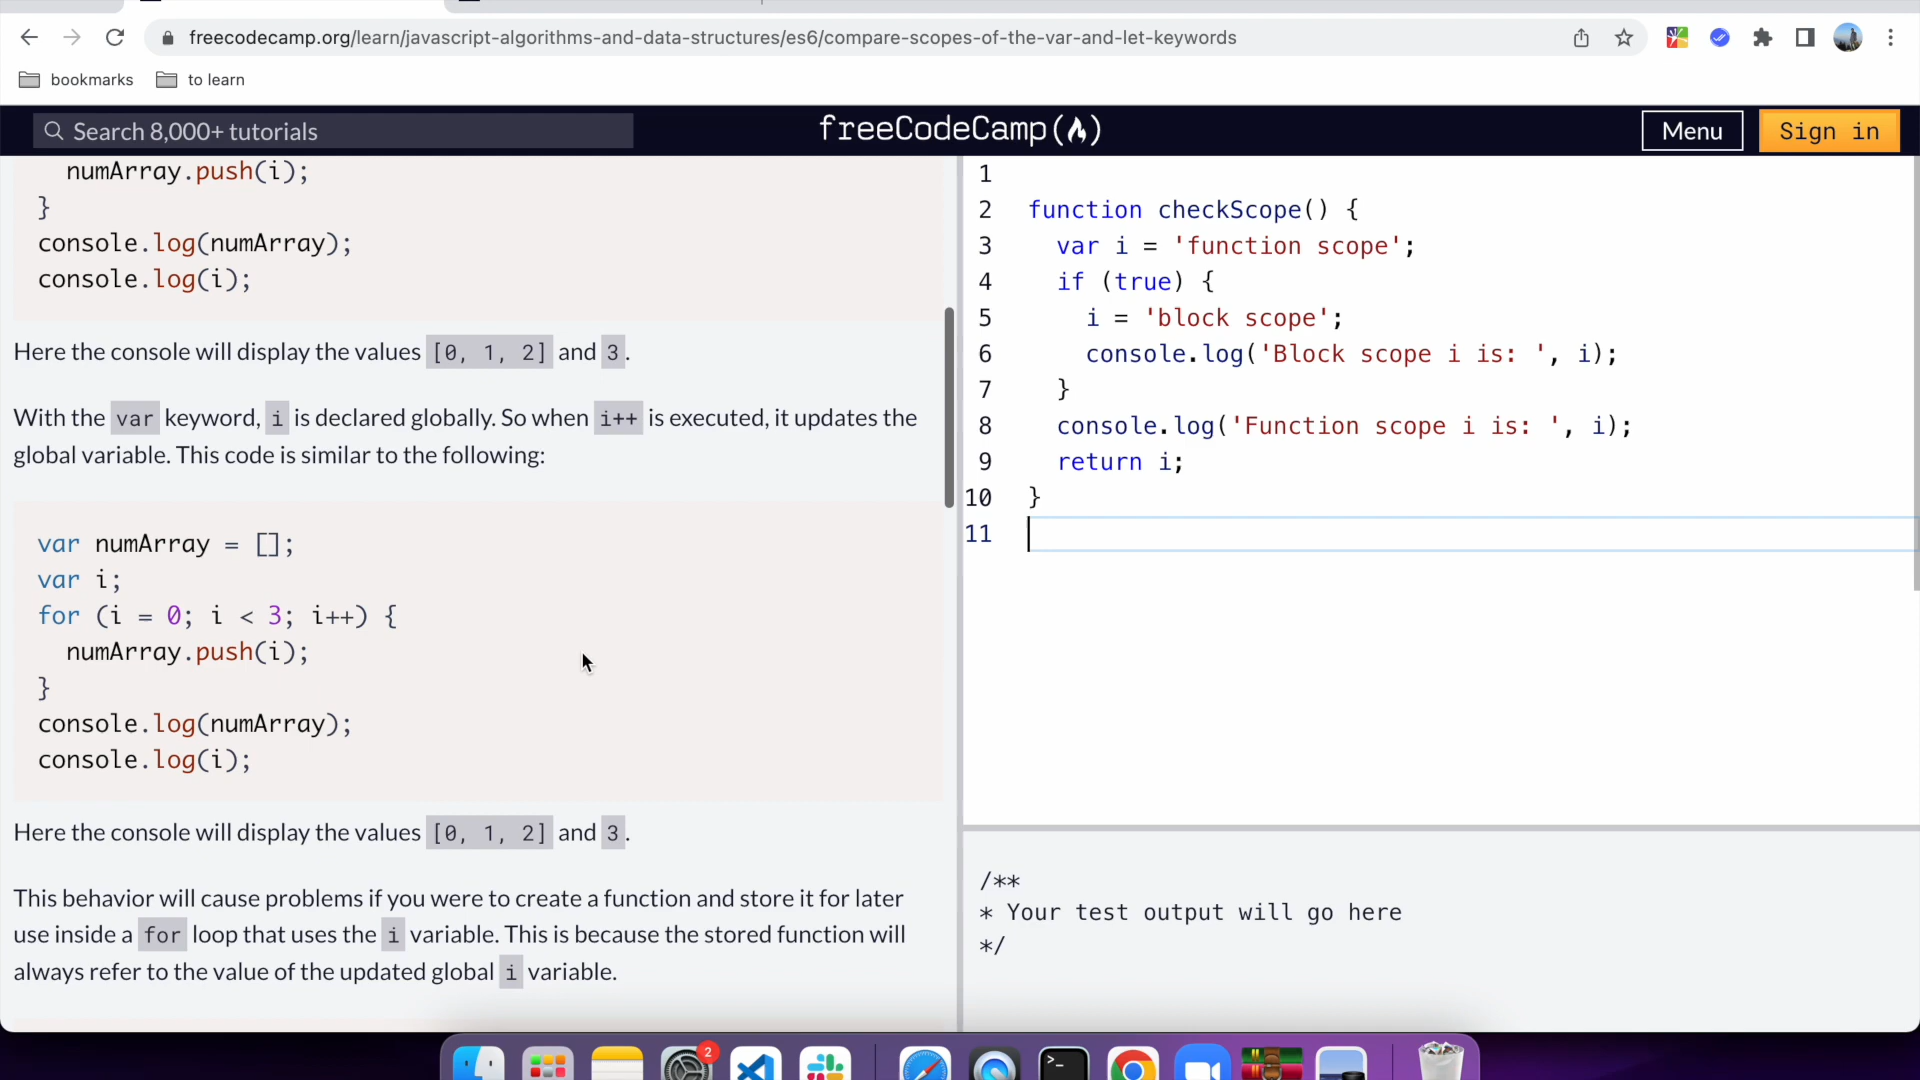 freecodecamp.org/learn/javascript-algorithms-and-data-structures/es6/compare-scopes-of-the-var-and-let-keywords
bookmarks
to learn
Search 8,000+ tutorials
freeCodeCamp
Menu
Sign in
numArray.push(i);
}
console.log(numArray);
console.log(i);
Here the console will display the values [0, 1, 2] and 3.
With the var keyword, i is declared globally. So when i++ is executed, it updates the
global variable. This code is similar to the following:
var numArray = [];
var i;
for (i = 0; i < 3; i++) {
numArray.push(i);
}
console.log(numArray);
console.log(i);
Here the console will display the values [0, 1, 2] and 3.
This behavior will cause problems if you were to create a function and store it for later
use inside a for loop that uses the i variable. This is because the stored function will
always refer to the value of the updated global i variable.
1
2 function checkScope() {
3 var i = 'function scope';
4 if (true) {
5 i = 'block scope';
6 console.log('Block scope i is: ', i);
7 }
8 console.log('Function scope i is: ', i);
9 return i;
10 }
11
/**
* Your test output will go here
*/
2
>_